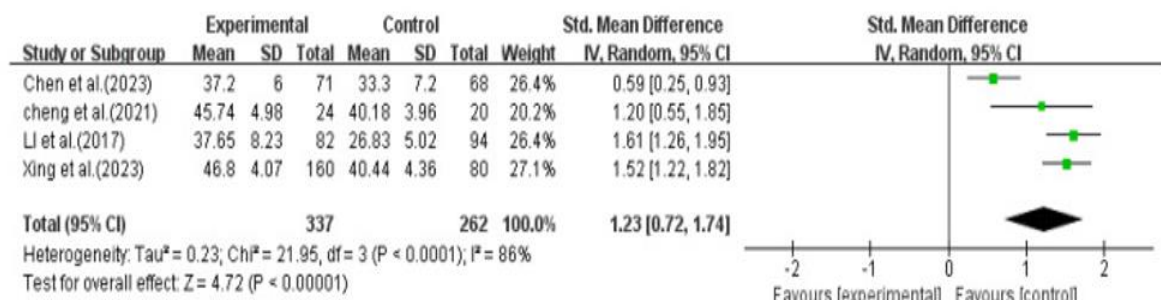 Experimental Control Std. Mean Difference Std. Mean Difference
Study or Subgroup Mean SD Total Mean SD Total Weight IV, Random, 95% CI IV, Random, 95% CI
Chen et al.(2023) 37.2 6 71 33.3 7.2 68 26.4% 0.59 [0.25, 0.93]
cheng et al.(2021) 45.74 4.98 24 40.18 3.96 20 20.2% 1.20 [0.55, 1.85]
LI et al.(2017) 37.65 8.23 82 26.83 5.02 94 26.4% 1.61 [1.26, 1.95]
Xing et al.(2023) 46.8 4.07 160 40.44 4.36 80 27.1% 1.52 [1.22, 1.82]
Total (95% CI) 337 262 100.0% 1.23 [0.72, 1.74]
Heterogeneity: Tau² = 0.23; Chi² = 21.95, df = 3 (P < 0.0001); I² = 86%
Test for overall effect: Z = 4.72 (P < 0.00001)
-2 -1 0 1 2
Favours [experimental] Favours [control]